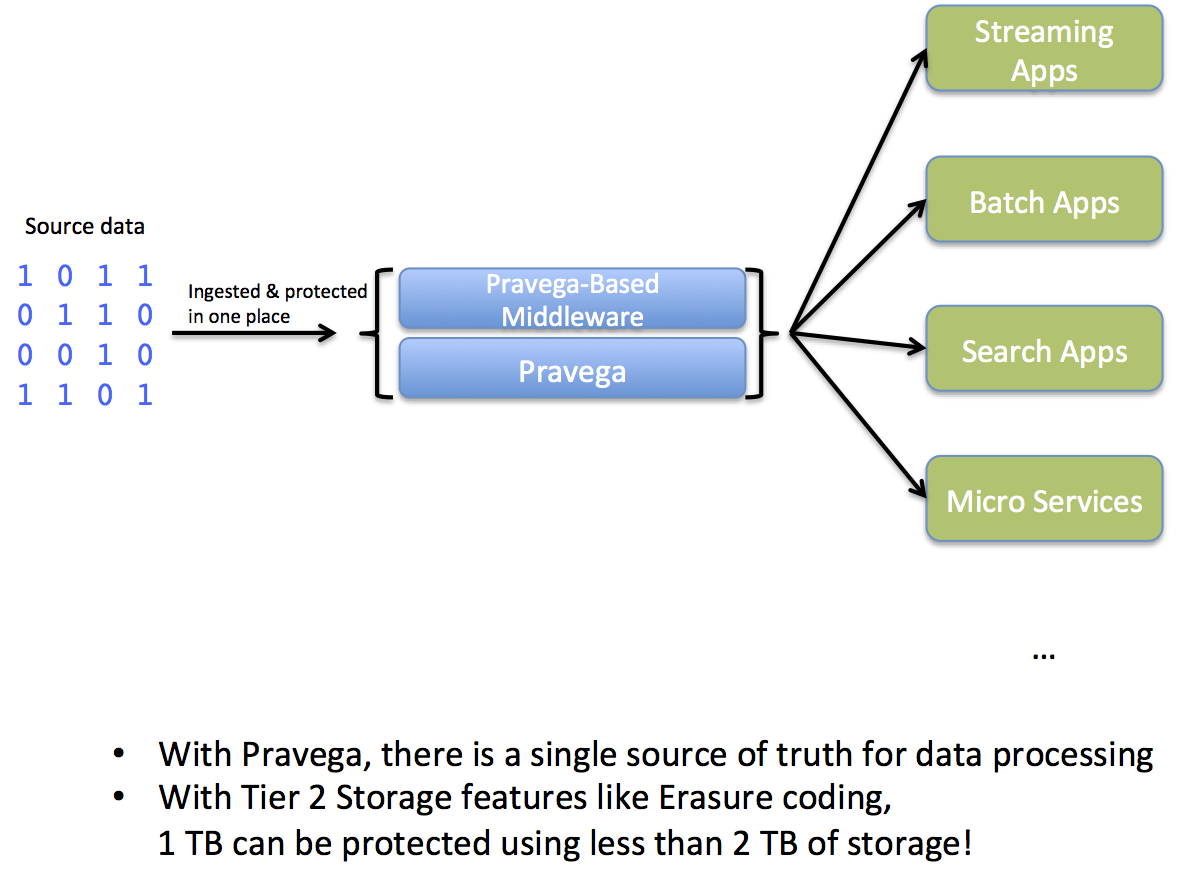 Streaming
Apps
Batch Apps
Source data
1 0 1 1
0 1 1 0
0 0 1 0
1 1 0 1
Ingested & protected
in one place
Pravega-Based
Middleware
Pravega
Search Apps
Micro Services
...
• With Pravega, there is a single source of truth for data processing
• With Tier 2 Storage features like Erasure coding,
1 TB can be protected using less than 2 TB of storage!